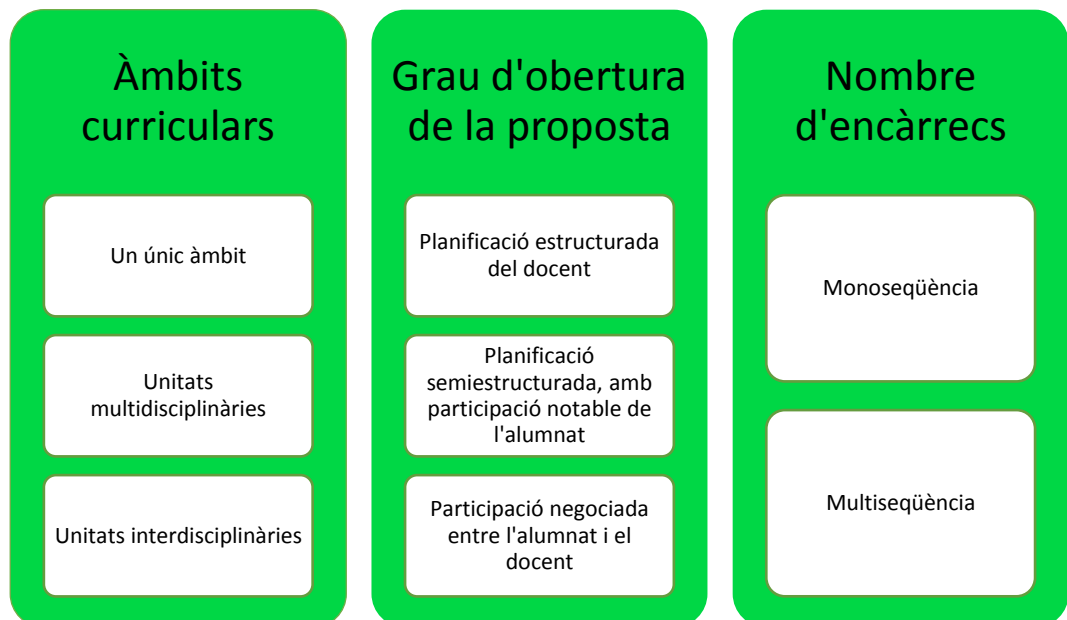 Àmbits
curriculars
Un únic àmbit
Unitats
multidisciplinàries
Unitats interdisciplinàries
Grau d'obertura
de la proposta
Planificació estructurada
del docent
Planificació
semiestructurada, amb
participació notable de
l'alumnat
Participació negociada
entre l'alumnat i el
docent
Nombre
d'encàrrecs
Monoseqüència
Multiseqüència